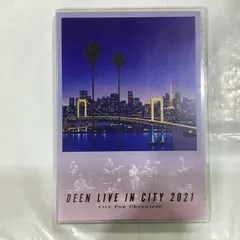 DEEN LIVE IN CITY 2021
City Pop Chronicle